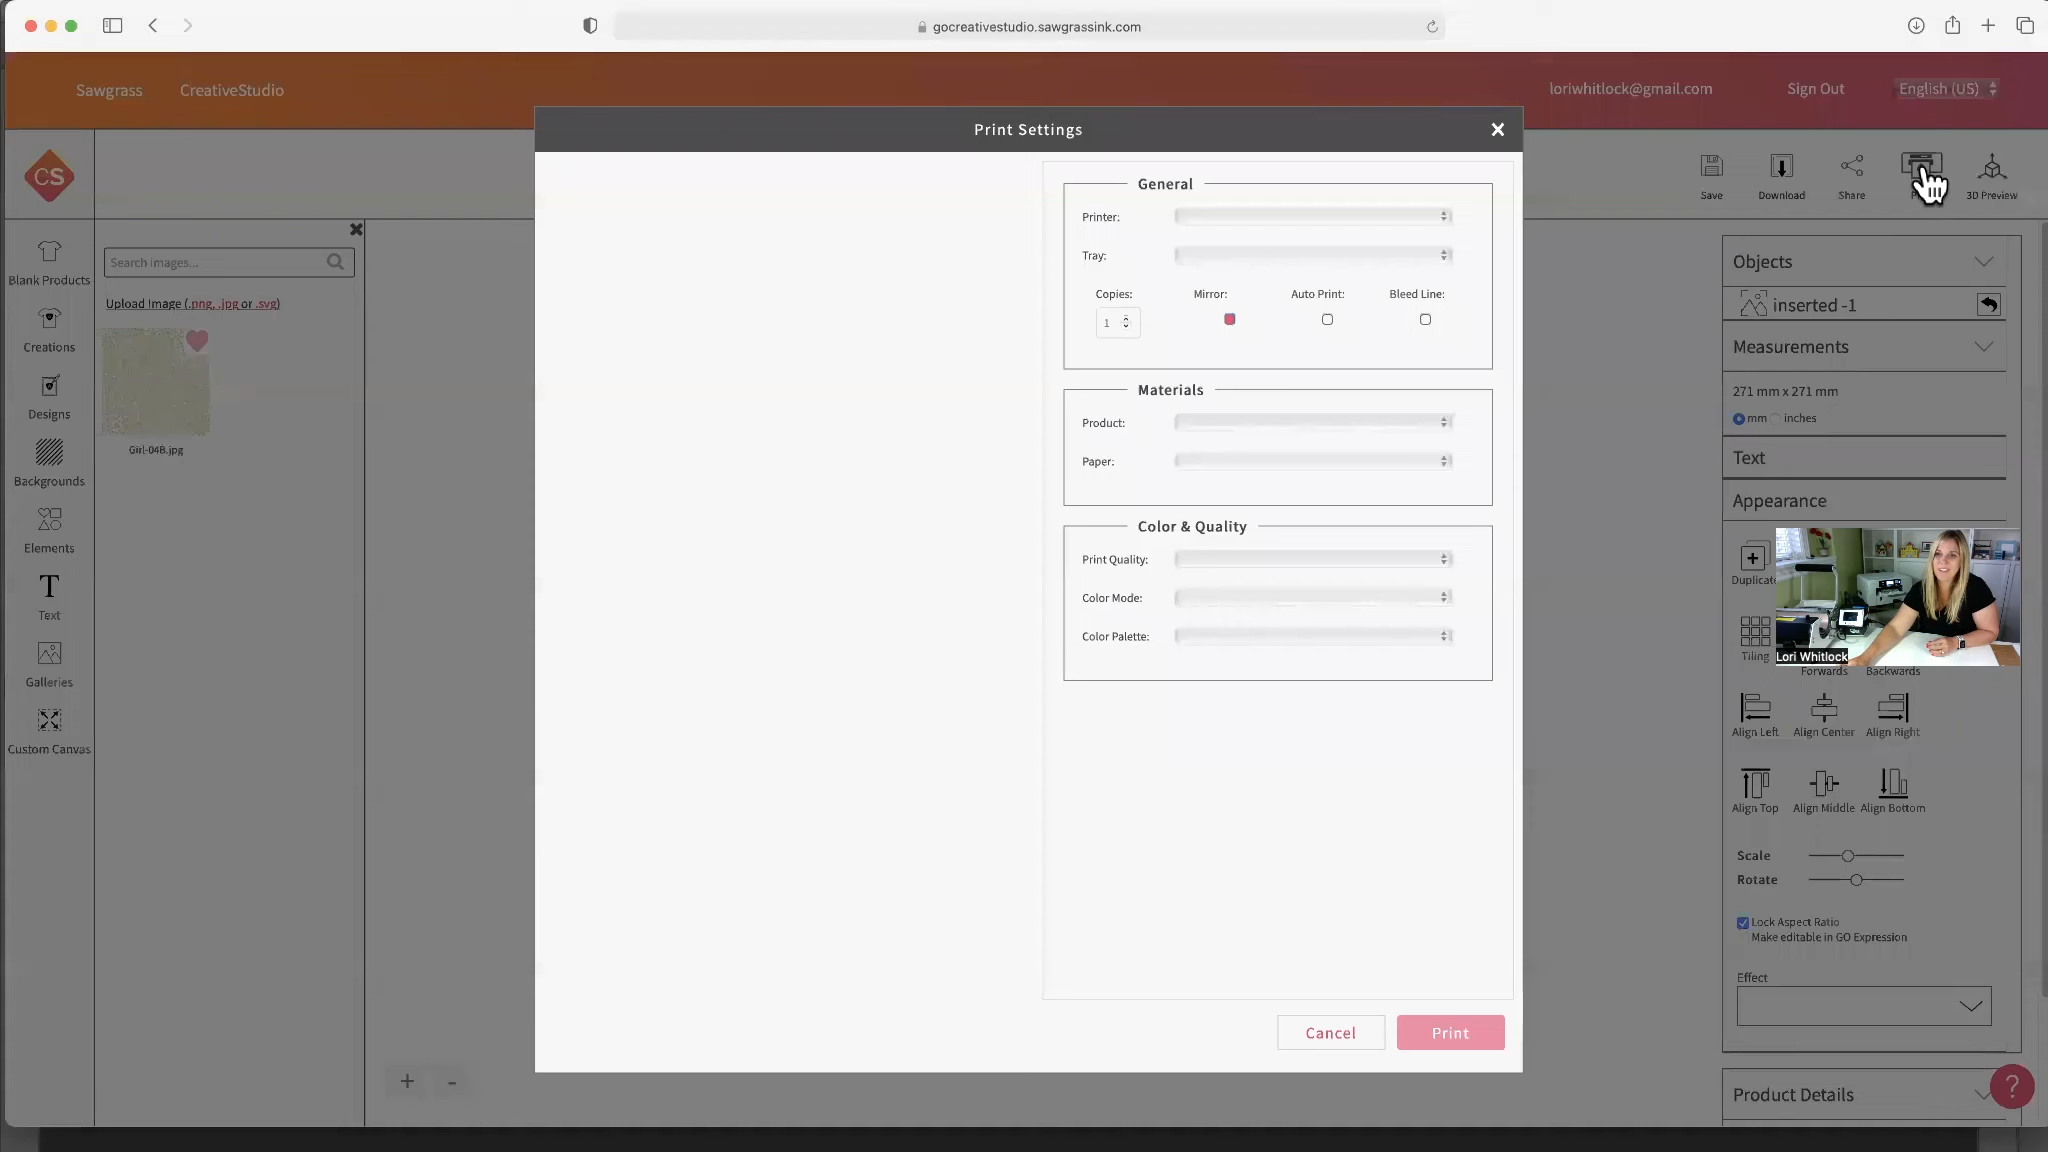 gocreativestudio.sawgrassink.com
Sawgrass
CreativeStudio
loriwhitlock@gmail.com
Sign Out
English (US)
CS
Save
Download
Share
3D Preview
Print Settings
Blank Products
Creations
Designs
Backgrounds
Elements
T
Text
Galleries
Custom Canvas
Search images...
Upload Image (.png, .jpg or .svg)
Girl-04B.jpg
General
Printer:
Tray:
Copies:
Mirror:
Auto Print:
Bleed Line:
1
Materials
Product:
Paper:
Color & Quality
Print Quality:
Color Mode:
Color Palette:
Cancel
Print
+
-
Objects
inserted -1
Measurements
271 mm x 271 mm
mm
inches
Text
Appearance
Duplicate
Tiling
Lori Whitlock
Forwards
Backwards
Align Left
Align Center
Align Right
Align Top
Align Middle
Align Bottom
Scale
Rotate
Lock Aspect Ratio
Make editable in GO Expression
Effect
Product Details
?